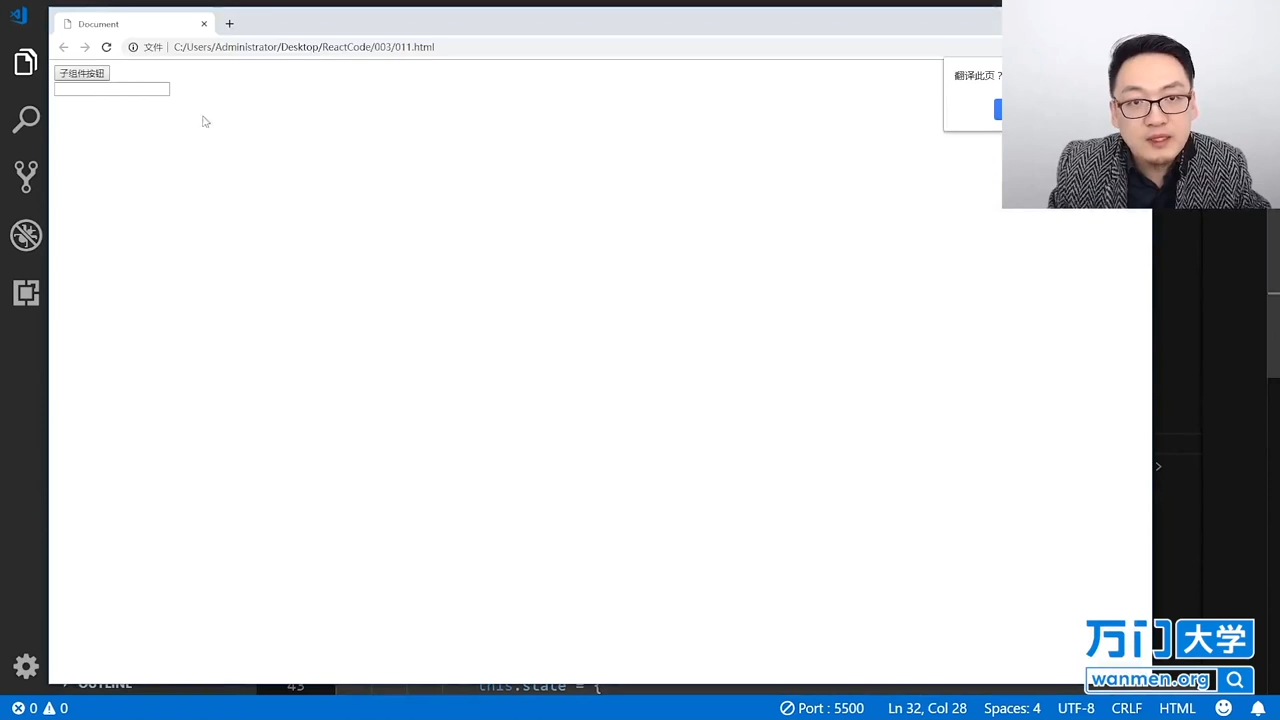 Document
文件
C:/Users/Administrator/Desktop/ReactCode/003/011.html
翻译此页？
子组件按钮
OUTLINE
43
this.state = {
万门大学
wanmen.org
0
0
Port : 5500
Ln 32, Col 28
Spaces: 4
UTF-8
CRLF
HTML